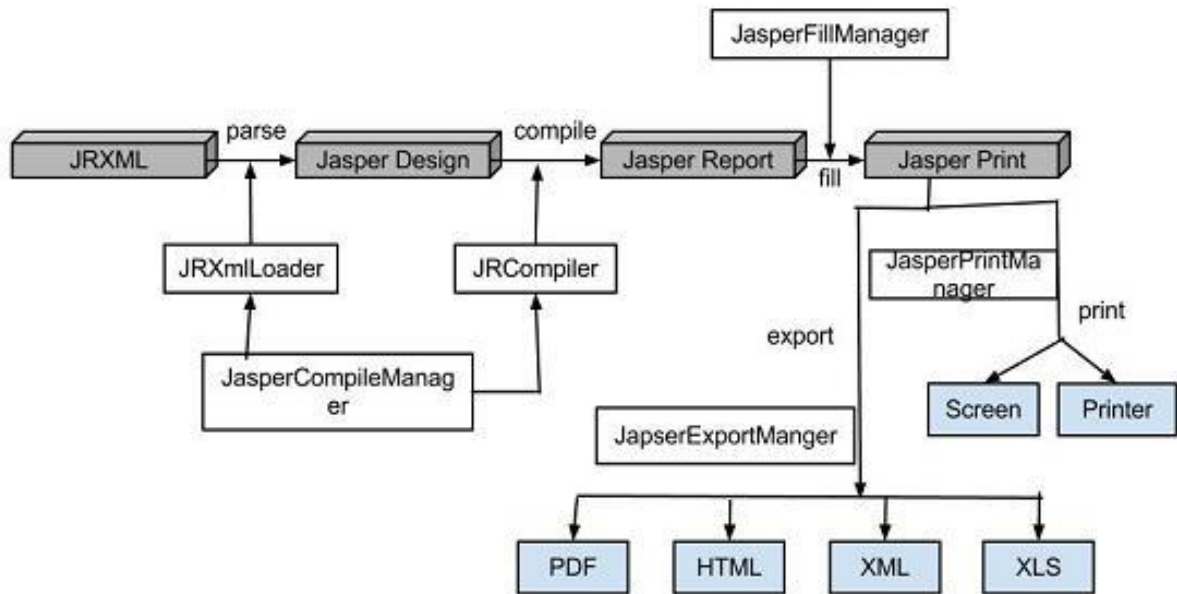 JasperFillManager
parse
compile
JRXML
Jasper Design
Jasper Report
fill
Jasper Print
JRXmlLoader
JRCompiler
JasperPrintMa
nager
print
export
JasperCompileManag
er
Screen
Printer
JapserExportManger
PDF
HTML
XML
XLS